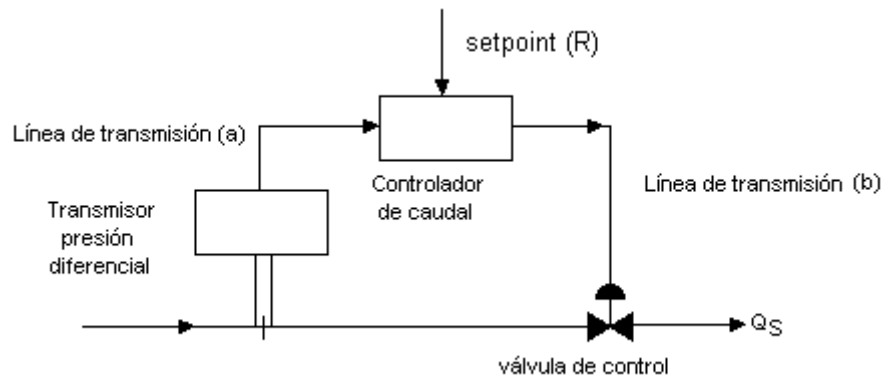 setpoint (R)
Línea de transmisión (a)
Controlador
de caudal
Línea de transmisión (b)
Transmisor
presión
diferencial
QS
válvula de control